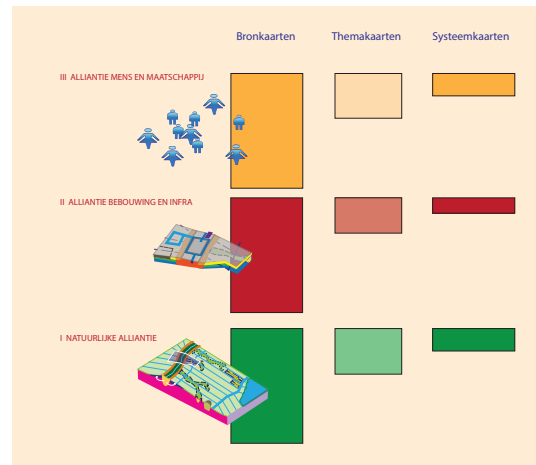 Bronkaarten Themakaarten Systeemkaarten
III ALLIANTIE MENS EN MAATSCHAPPIJ
II ALLIANTIE BEBOUWING EN INFRA
I NATUURLIJKE ALLIANTIE